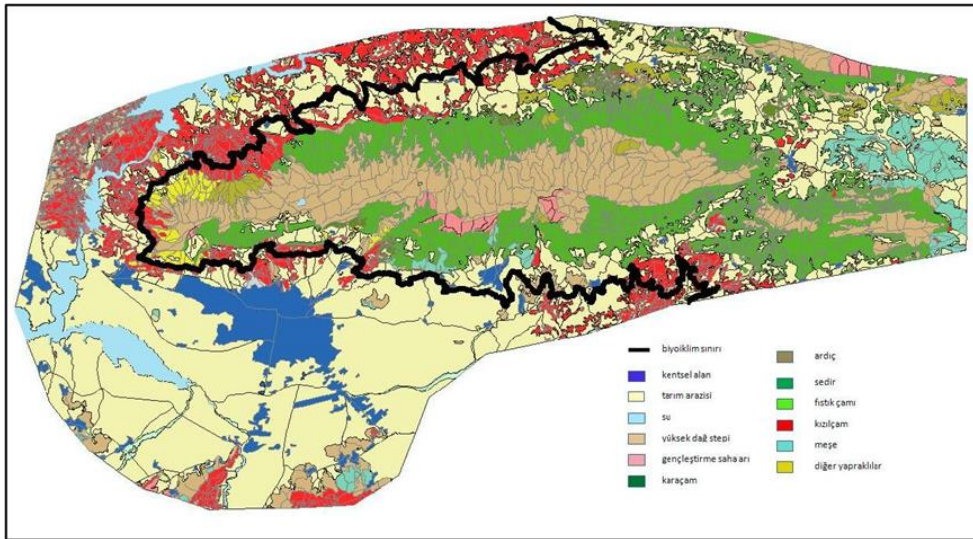 biyoiklim sınırı
kentsel alan
tarım arazisi
su
yüksek dağ stepi
gençleştirme saha arı
karaçam
ardıç
sedir
fıstık çamı
kızılçam
meşe
diğer yapraklılar